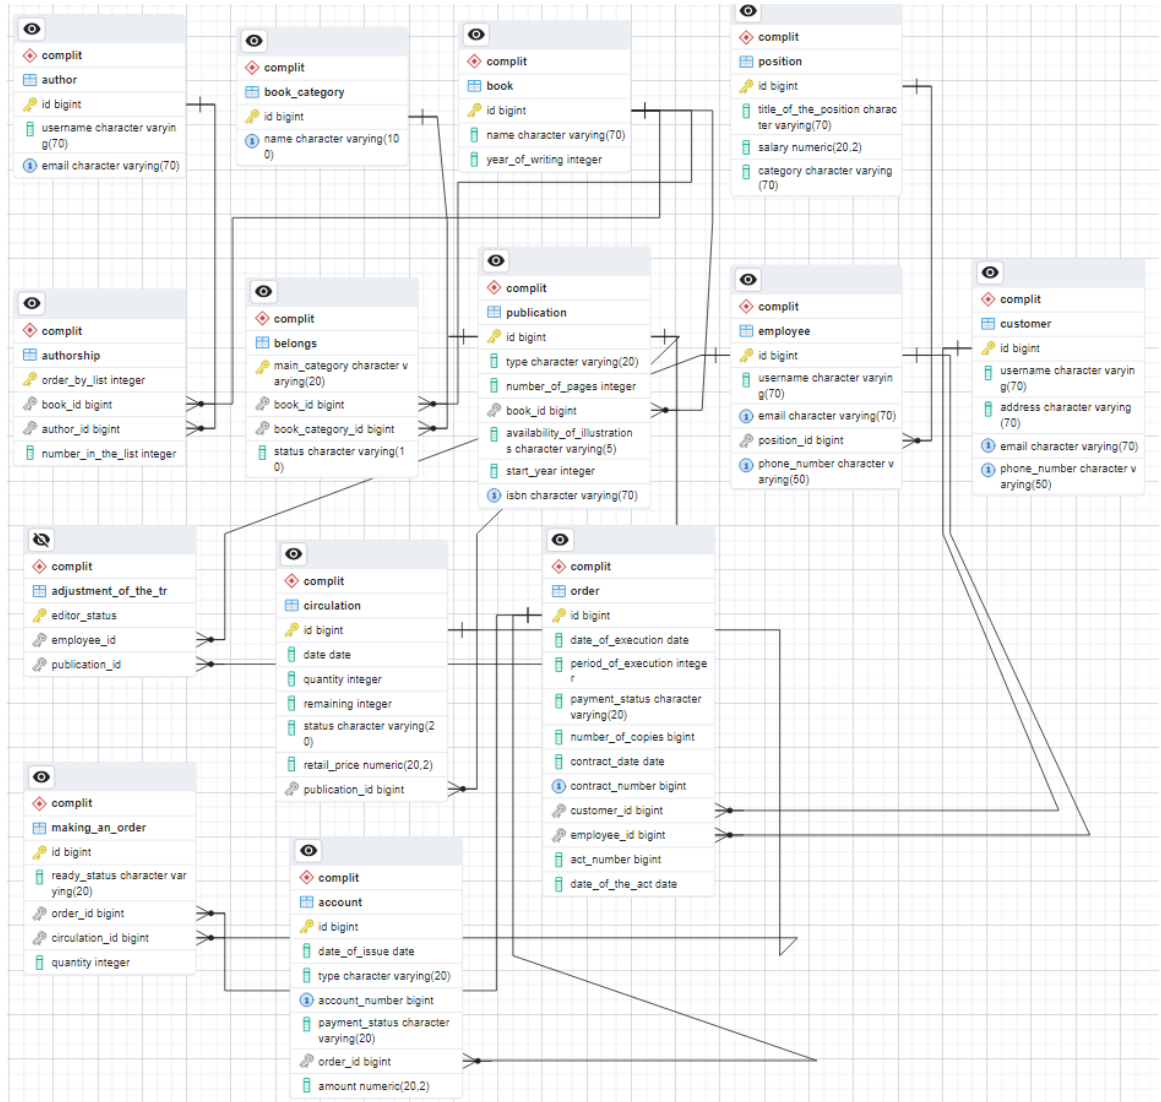 complit
author
id bigint
username character varyin
g(70)
email character varying(70)
complit
book_category
id bigint
name character varying(10
0)
complit
book
id bigint
name character varying(70)
year_of_writing integer
complit
position
id bigint
title_of_the_position charac
ter varying(70)
salary numeric(20,2)
category character varying
(70)
complit
authorship
order_by_list integer
book_id bigint
author_id bigint
number_in_the_list integer
complit
belongs
main_category character v
arying(20)
book_id bigint
book_category_id bigint
status character varying(1
0)
complit
publication
id bigint
type character varying(20)
number_of_pages integer
book_id bigint
availability_of_illustration
s character varying(5)
start_year integer
isbn character varying(70)
complit
employee
id bigint
username character varyin
g(70)
email character varying(70)
position_id bigint
phone_number character v
arying(50)
complit
customer
id bigint
username character varyin
g(70)
address character varying
(70)
email character varying(70)
phone_number character v
arying(50)
complit
adjustment_of_the_tr
editor_status
employee_id
publication_id
complit
circulation
id bigint
date date
quantity integer
remaining integer
status character varying(2
0)
retail_price numeric(20,2)
publication_id bigint
complit
order
id bigint
date_of_execution date
period_of_execution intege
r
payment_status character
varying(20)
number_of_copies bigint
contract_date date
contract_number bigint
customer_id bigint
employee_id bigint
act_number bigint
date_of_the_act date
complit
making_an_order
id bigint
ready_status character var
ying(20)
order_id bigint
circulation_id bigint
quantity integer
complit
account
id bigint
date_of_issue date
type character varying(20)
account_number bigint
payment_status character
varying(20)
order_id bigint
amount numeric(20,2)